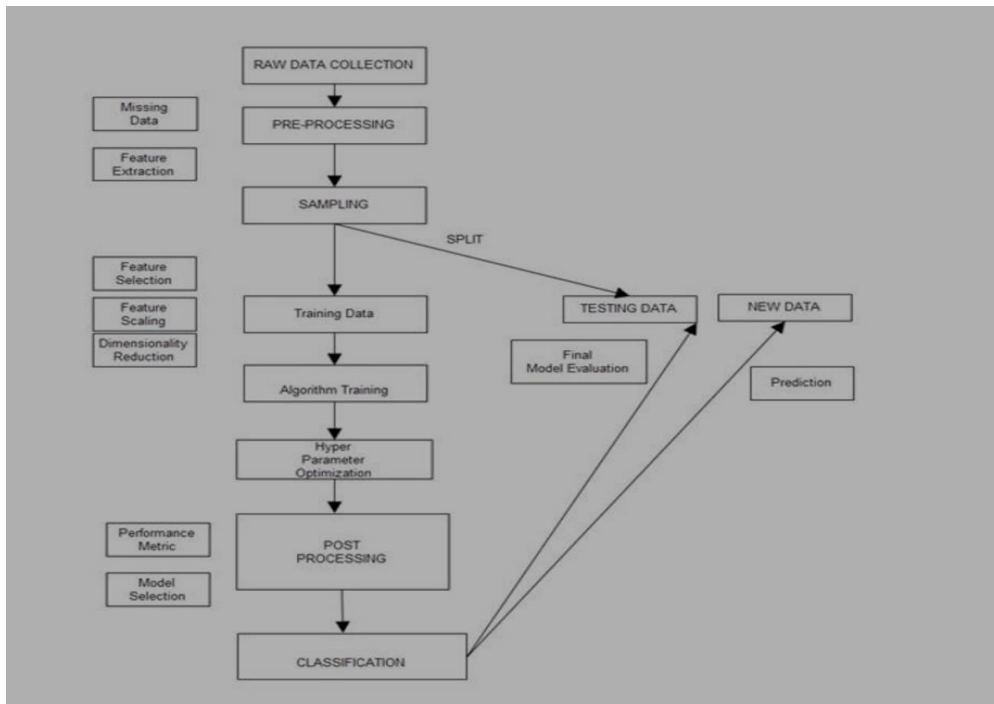 RAW DATA COLLECTION
Missing
Data
PRE-PROCESSING
Feature
Extraction
SAMPLING
SPLIT
Feature
Selection
Feature
Scaling
Dimensionality
Reduction
Training Data
TESTING DATA
NEW DATA
Final
Model Evaluation
Prediction
Algorithm Training
Hyper
Parameter
Optimization
Performance
Metric
Model
Selection
POST
PROCESSING
CLASSIFICATION